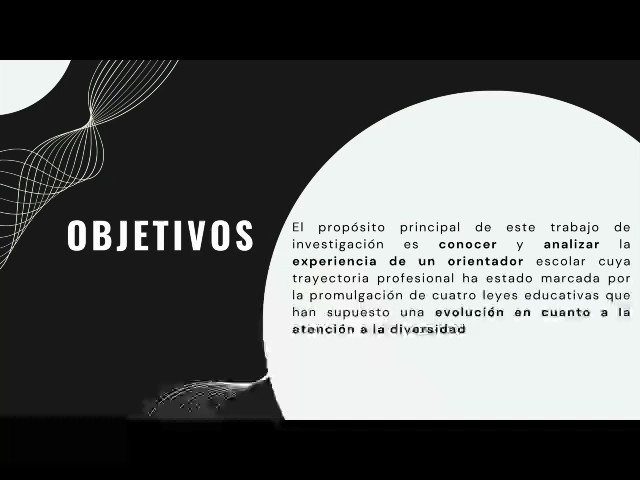 OBJETIVOS
El propósito principal de este trabajo de
investigación es conocer y analizar la
experiencia de un orientador escolar cuya
trayectoria profesional ha estado marcada por
la promulgación de cuatro leyes educativas que
han supuesto una evolución en cuanto a la
atención a la diversidad